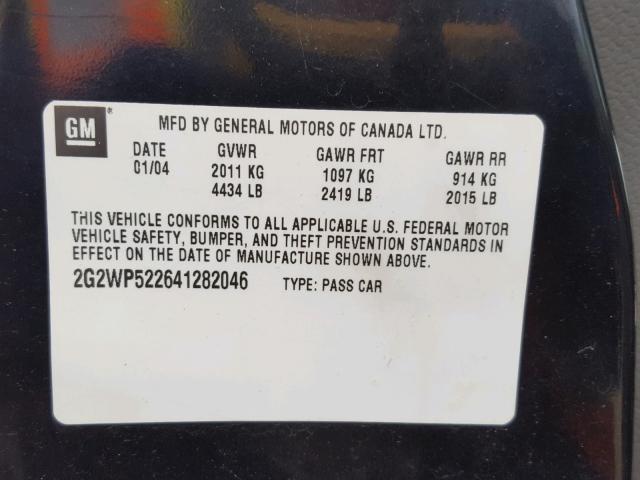 GM ®
MFD BY GENERAL MOTORS OF CANADA LTD.
DATE GVWR GAWR FRT GAWR RR
01/04 2011 KG 1097 KG 914 KG
4434 LB 2419 LB 2015 LB
THIS VEHICLE CONFORMS TO ALL APPLICABLE U.S. FEDERAL MOTOR
VEHICLE SAFETY, BUMPER, AND THEFT PREVENTION STANDARDS IN
EFFECT ON THE DATE OF MANUFACTURE SHOWN ABOVE.
2G2WP522641282046 TYPE: PASS CAR